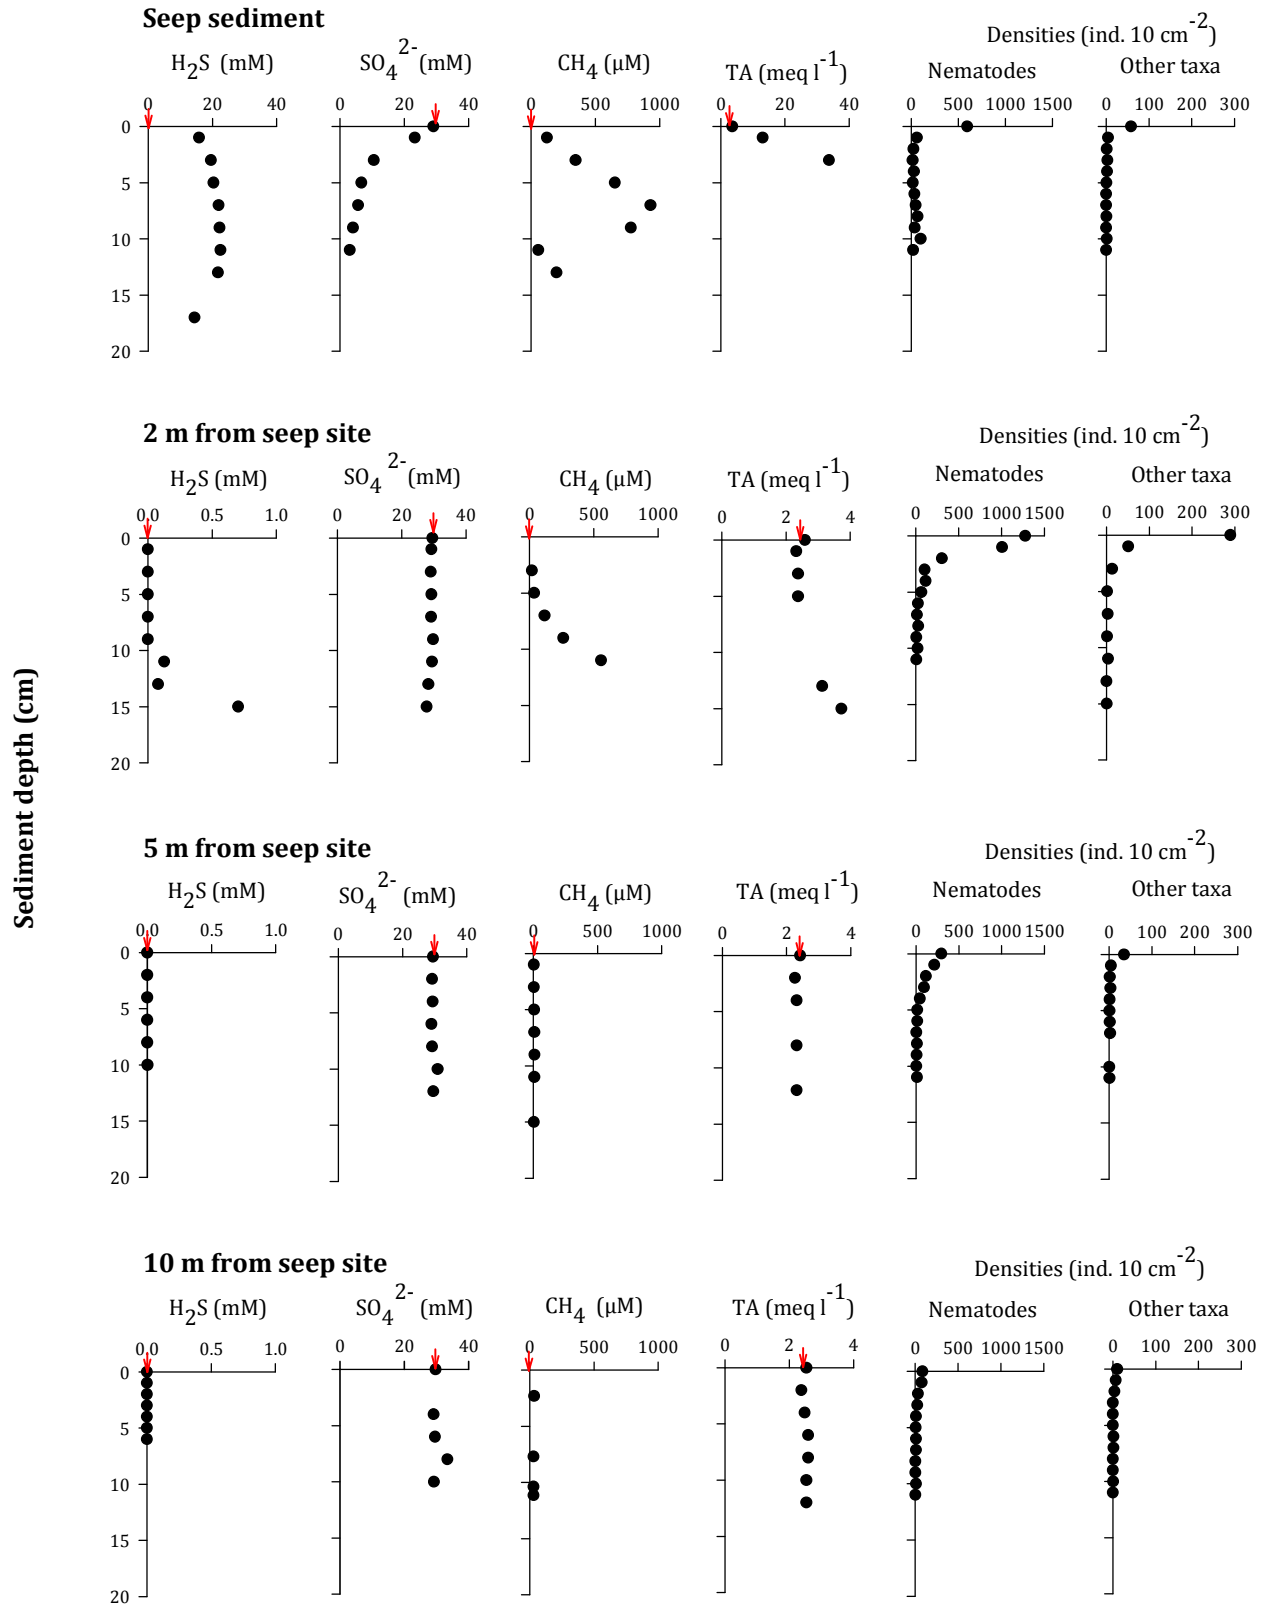 Seep sediment
Densities (ind. 10 cm-2)
H2S (mM) SO4 2- (mM) CH4 (µM) TA (meq l-1) Nematodes Other taxa
0 20 40 0 20 40 0 500 1000 0 20 40 0 500 1000 1500 0 100 200 300
0
5
10
15
20
2 m from seep site
Densities (ind. 10 cm-2)
H2S (mM) SO4 2- (mM) CH4 (µM) TA (meq l-1) Nematodes Other taxa
0.0 0.5 1.0 0 20 40 0 500 1000 0 2 4 0 500 1000 1500 0 100 200 300
0
5
10
15
20
Sediment depth (cm)
5 m from seep site
Densities (ind. 10 cm-2)
H2S (mM) SO4 2- (mM) CH4 (µM) TA (meq l-1) Nematodes Other taxa
0.0 0.5 1.0 0 20 40 0 500 1000 0 2 4 0 500 1000 1500 0 100 200 300
0
5
10
15
20
10 m from seep site
Densities (ind. 10 cm-2)
H2S (mM) SO4 2- (mM) CH4 (µM) TA (meq l-1) Nematodes Other taxa
0.0 0.5 1.0 0 20 40 0 500 1000 0 2 4 0 500 1000 1500 0 100 200 300
0
5
10
15
20